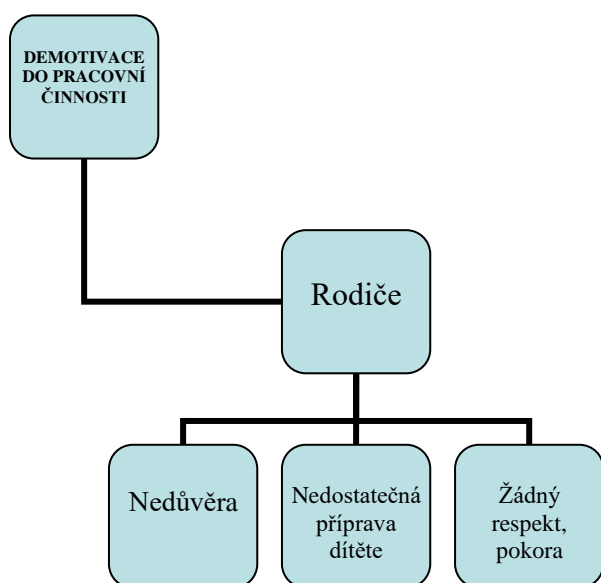 DEMOTIVACE
DO PRACOVNÍ
ČINNOSTI
Rodiče
Nedůvěra
Nedostatečná
příprava
dítěte
Žádný
respekt,
pokora